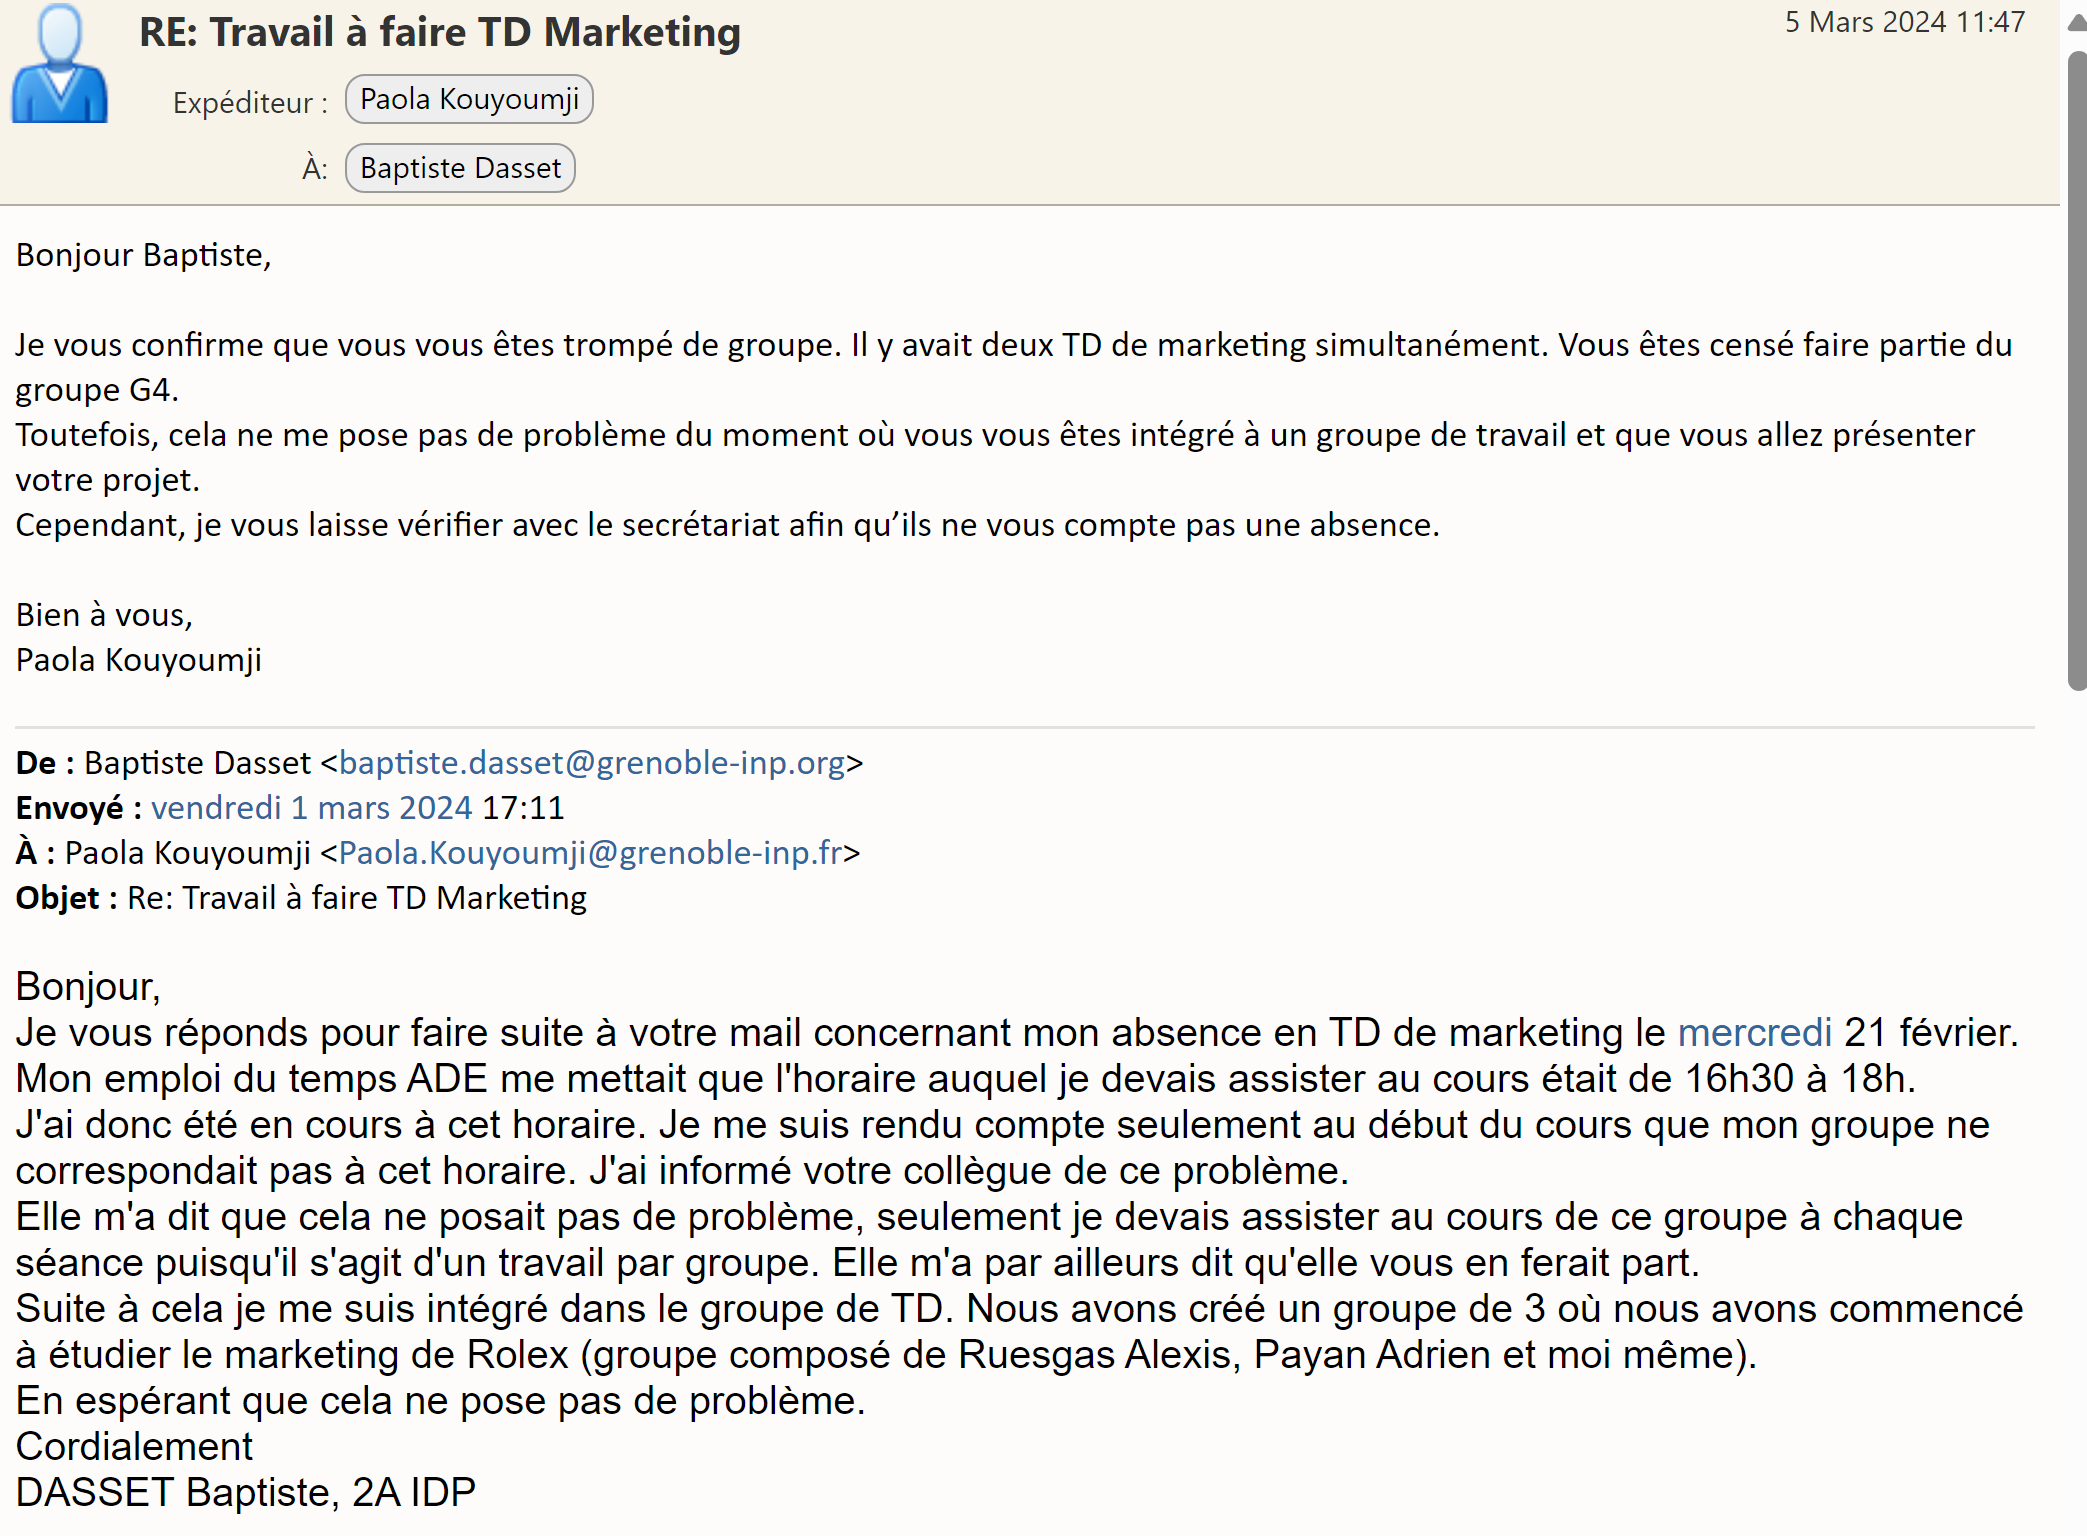 RE: Travail à faire TD Marketing
5 Mars 2024 11:47
Expéditeur : Paola Kouyoumji
À: Baptiste Dasset
Bonjour Baptiste,
Je vous confirme que vous vous êtes trompé de groupe. Il y avait deux TD de marketing simultanément. Vous êtes censé faire partie du
groupe G4.
Toutefois, cela ne me pose pas de problème du moment où vous vous êtes intégré à un groupe de travail et que vous allez présenter
votre projet.
Cependant, je vous laisse vérifier avec le secrétariat afin qu’ils ne vous compte pas une absence.
Bien à vous,
Paola Kouyoumji
De : Baptiste Dasset <baptiste.dasset@grenoble-inp.org>
Envoyé : vendredi 1 mars 2024 17:11
À : Paola Kouyoumji <Paola.Kouyoumji@grenoble-inp.fr>
Objet : Re: Travail à faire TD Marketing
Bonjour,
Je vous réponds pour faire suite à votre mail concernant mon absence en TD de marketing le mercredi 21 février.
Mon emploi du temps ADE me mettait que l'horaire auquel je devais assister au cours était de 16h30 à 18h.
J'ai donc été en cours à cet horaire. Je me suis rendu compte seulement au début du cours que mon groupe ne
correspondait pas à cet horaire. J'ai informé votre collègue de ce problème.
Elle m'a dit que cela ne posait pas de problème, seulement je devais assister au cours de ce groupe à chaque
séance puisqu'il s'agit d'un travail par groupe. Elle m'a par ailleurs dit qu'elle vous en ferait part.
Suite à cela je me suis intégré dans le groupe de TD. Nous avons créé un groupe de 3 où nous avons commencé
à étudier le marketing de Rolex (groupe composé de Ruesgas Alexis, Payan Adrien et moi même).
En espérant que cela ne pose pas de problème.
Cordialement
DASSET Baptiste, 2A IDP